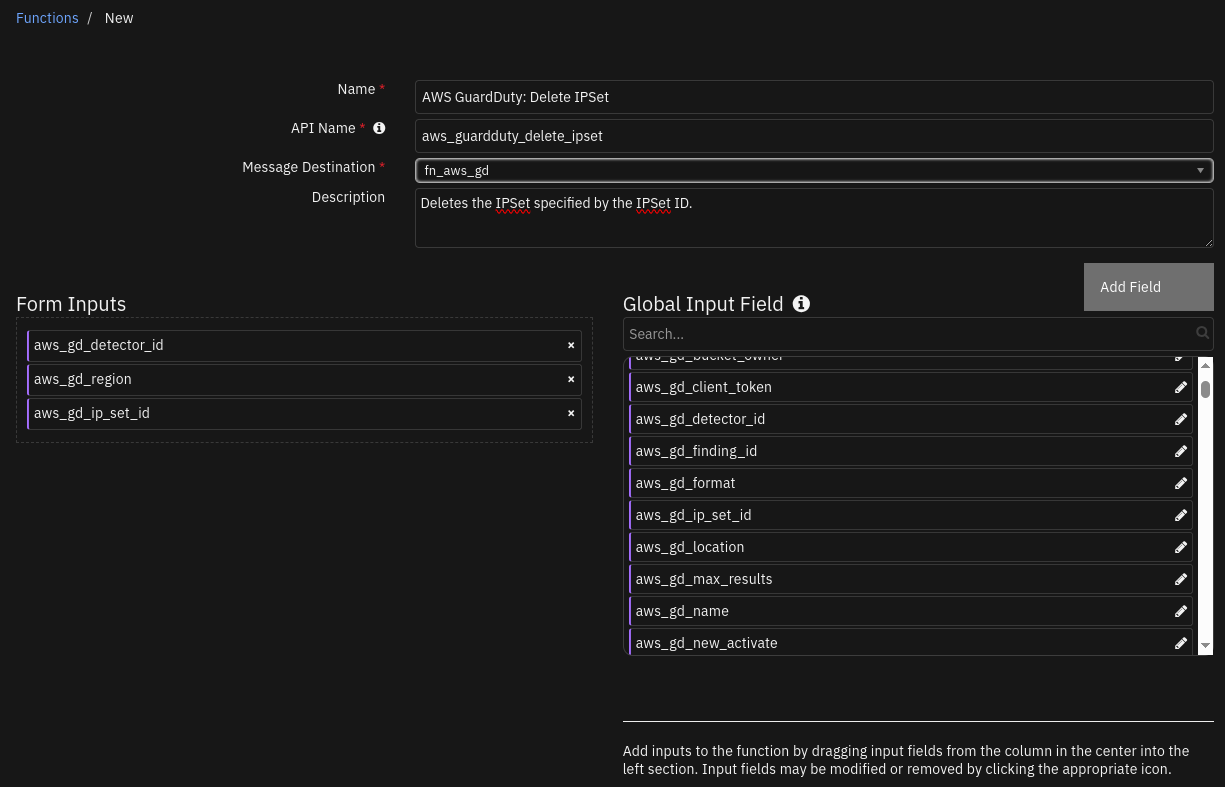 Functions / New
Name *
AWS GuardDuty: Delete IPSet
API Name *
aws_guardduty_delete_ipset
Message Destination *
fn_aws_gd
Description
Deletes the IPSet specified by the IPSet ID.
Add Field
Form Inputs
aws_gd_detector_id ×
aws_gd_region ×
aws_gd_ip_set_id ×
Global Input Field
Search...
aws_gd_bucket_owner
aws_gd_client_token
aws_gd_detector_id
aws_gd_finding_id
aws_gd_format
aws_gd_ip_set_id
aws_gd_location
aws_gd_max_results
aws_gd_name
aws_gd_new_activate
Add inputs to the function by dragging input fields from the column in the center into the
left section. Input fields may be modified or removed by clicking the appropriate icon.